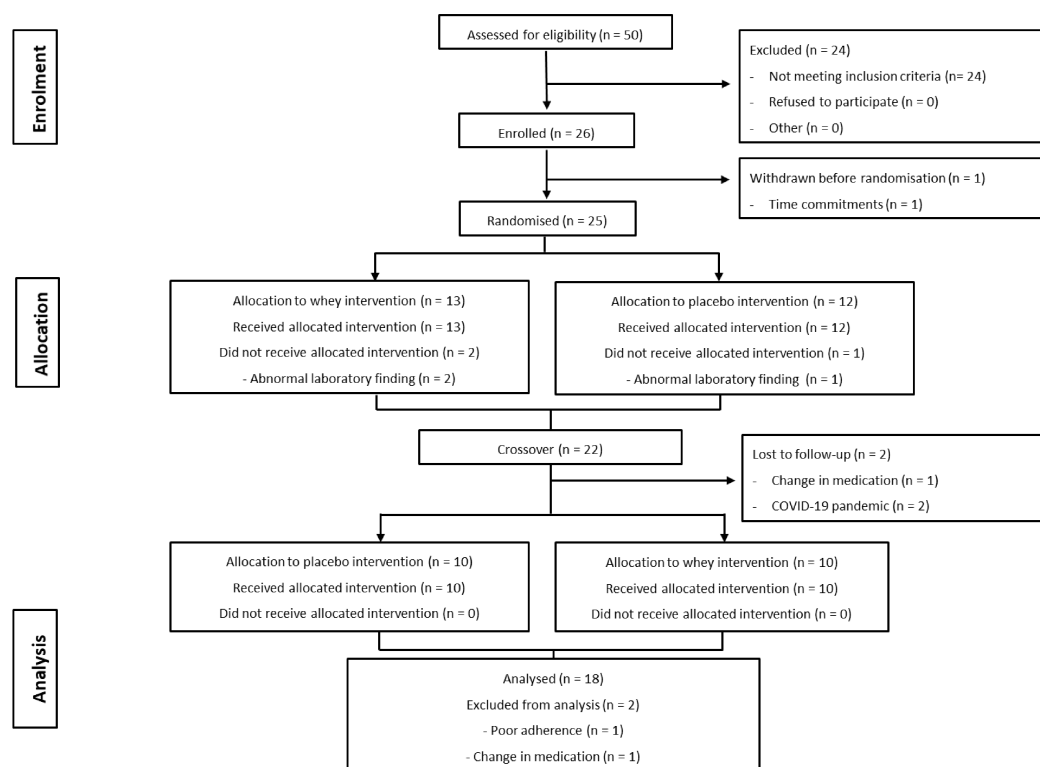 Enrolment
Assessed for eligibility (n = 50)
Excluded (n = 24)
- Not meeting inclusion criteria (n= 24)
- Refused to participate (n = 0)
- Other (n = 0)
Enrolled (n = 26)
Withdrawn before randomisation (n = 1)
- Time commitments (n = 1)
Randomised (n = 25)
Allocation
Allocation to whey intervention (n = 13)
Received allocated intervention (n = 13)
Did not receive allocated intervention (n = 2)
- Abnormal laboratory finding (n = 2)
Allocation to placebo intervention (n = 12)
Received allocated intervention (n = 12)
Did not receive allocated intervention (n = 1)
- Abnormal laboratory finding (n = 1)
Crossover (n = 22)
Lost to follow-up (n = 2)
- Change in medication (n = 1)
- COVID-19 pandemic (n = 2)
Allocation to placebo intervention (n = 10)
Received allocated intervention (n = 10)
Did not receive allocated intervention (n = 0)
Allocation to whey intervention (n = 10)
Received allocated intervention (n = 10)
Did not receive allocated intervention (n = 0)
Analysis
Analysed (n = 18)
Excluded from analysis (n = 2)
- Poor adherence (n = 1)
- Change in medication (n = 1)